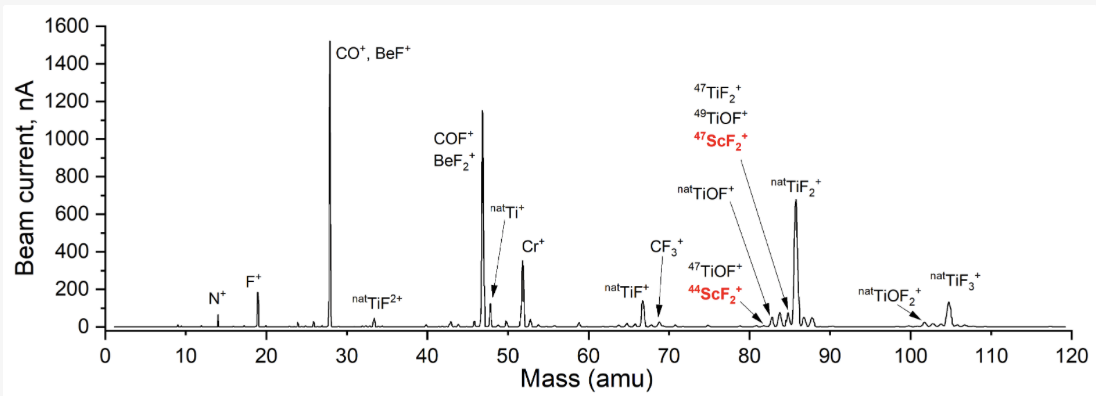 Beam current, nA
1600
1400
1200
1000
800
600
400
200
0
N⁺
F⁺
CO⁺, BeF⁺
ⁿᵃᵗTiF²⁺
COF⁺
BeF₂⁺
ⁿᵃᵗTi⁺
Cr⁺
ⁿᵃᵗTiF⁺
CF₃⁺
⁴⁷TiF₂⁺
⁴⁹TiOF⁺
⁴⁷ScF₂⁺
ⁿᵃᵗTiOF⁺
⁴⁷TiOF⁺
⁴⁴ScF₂⁺
ⁿᵃᵗTiF₂⁺
ⁿᵃᵗTiOF₂⁺
ⁿᵃᵗTiF₃⁺
0 10 20 30 40 50 60 70 80 90 100 110 120
Mass (amu)